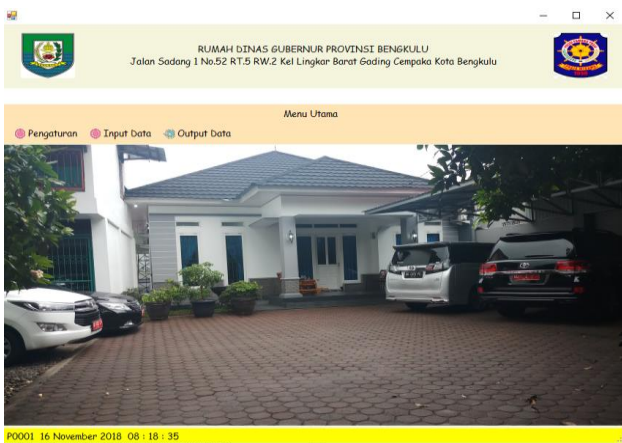 RUMAH DINAS GUBERNUR PROVINSI BENGKULU
Jalan Sadang 1 No.52 RT.5 RW.2 Kel Lingkar Barat Gading Cempaka Kota Bengkulu
Menu Utama
Pengaturan Input Data Output Data
P0001 16 November 2018 08 : 18 : 35